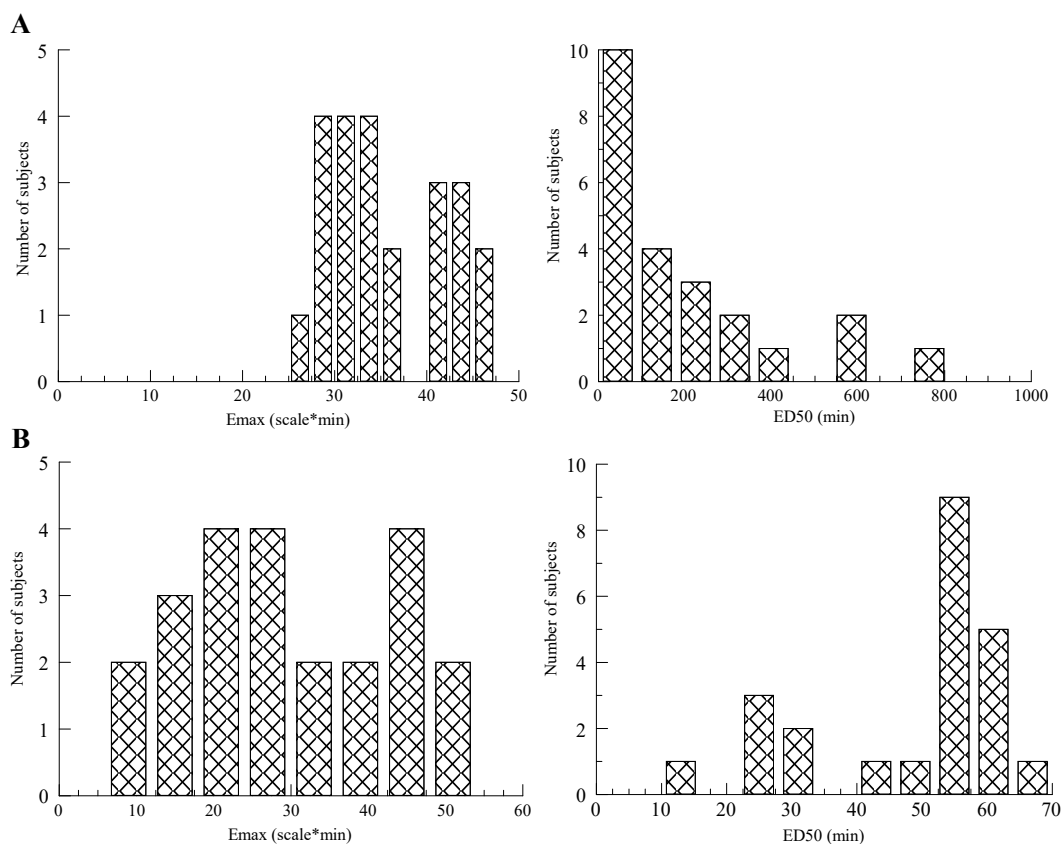 A
5
4
3
2
1
0
Number of subjects
0 10 20 30 40 50
Emax (scale*min)
10
8
6
4
2
0
Number of subjects
0 200 400 600 800 1000
ED50 (min)
B
5
4
3
2
1
0
Number of subjects
0 10 20 30 40 50 60
Emax (scale*min)
10
8
6
4
2
0
Number of subjects
0 10 20 30 40 50 60 70
ED50 (min)